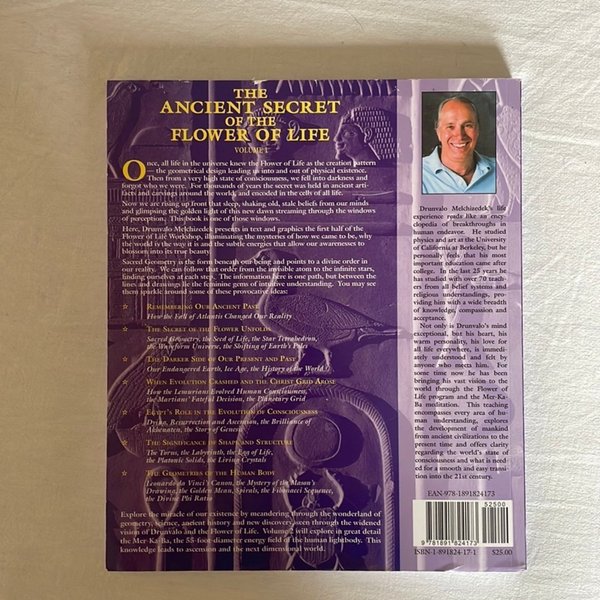 THE
ANCIENT SECRET
OF THE
FLOWER OF LIFE
VOLUME 1
Once, all life in the universe knew the Flower of Life as the creation pattern
— the geometrical design leading us into and out of physical existence.
Then from a very high state of consciousness, we fell into darkness and
forgot who we were. For thousands of years the secret was held in ancient arti-
facts and carvings around the world, and encoded in the cells of all life.
Now we are rising up from that sleep, shaking old, stale beliefs from our minds
and glimpsing the golden light of this new dawn streaming through the windows
of perception. This book is one of those windows.
Here, Drunvalo Melchizedek presents in text and graphics the first half of the
Flower of Life Workshop, illuminating the mysteries of how we came to be, why
the world is the way it is and the subtle energies that allow our awareness to
blossom into its true beauty.
Sacred Geometry is the form beneath our being and points to a divine order in
our reality. We can follow that order from the invisible atom to the infinite stars,
finding ourselves at each step. The information here is one path, but between the
lines and drawings lie the feminine gems of intuitive understanding. You may see
them sparkle around some of these provocative ideas:
☆ REMEMBERING OUR ANCIENT PAST
How the Fall of Atlantis Changed Our Reality
☆ THE SECRET OF THE FLOWER UNFOLDS
Sacred Geometry, the Seed of Life, the Star Tetrahedron,
the Waveform Universe, the Shifting of Earth's Poles
☆ THE DARKER SIDE OF OUR PRESENT AND PAST
Our Endangered Earth, Ice Age, the History of the World
☆ WHEN EVOLUTION CRASHED AND THE CHRIST GRID AROSE
How the Lemurians Evolved Human Consciousness,
the Martians' Fateful Decision, the Planetary Grid
☆ EGYPT'S ROLE IN THE EVOLUTION OF CONSCIOUSNESS
Resurrection and Ascension, the Brilliance of
Akhenaten, the Story of Genesis
☆ THE SIGNIFICANCE OF SHAPE AND STRUCTURE
The Torus, the Labyrinth, the Egg of Life,
the Platonic Solids, the Living Crystals
☆ THE GEOMETRIES OF THE HUMAN BODY
Leonardo da Vinci's Canon, the Mystery of the Mason's
Drawings, the Golden Mean, Spirals, the Fibonacci Sequence,
the Divine Phi Ratio
Explore the miracle of our existence by meandering through the wonderland of
geometry, science, ancient history and new discovery, seen through the widened
vision of Drunvalo and the Flower of Life. Volume 2 will explore in great detail
the Mer-Ka-Ba, the 55-foot-diameter energy field of the human lightbody. This
knowledge leads to ascension and the next dimensional world.
Drunvalo Melchizedek's life
experience reads like an ency-
clopedia of breakthroughs in
human endeavor. He studied
physics and art at the University
of California at Berkeley, but he
personally feels that his most
important education came after
college. In the last 25 years he
has studied with over 70 teach-
ers from all belief systems and
religious understandings, pro-
viding him with a wide breadth
of knowledge, compassion and
acceptance.
Not only is Drunvalo's mind
exceptional, but his heart, his
warm personality, his love for
all life everywhere, is immedi-
ately understood and felt by
anyone who meets him. For
some time now he has been
bringing his vast vision to the
world through the Flower of
Life program and the Mer-Ka-
Ba meditation. This teaching
encompasses every area of hu-
man understanding, explores
the development of mankind
from ancient civilizations to the
present time and offers clarity
regarding the world's state of
consciousness and what is need-
ed for a smooth and easy transi-
tion into the 21st century.
EAN-978-1891824173
52500
9 781891 824173
ISBN-1-891824-17-1 $25.00